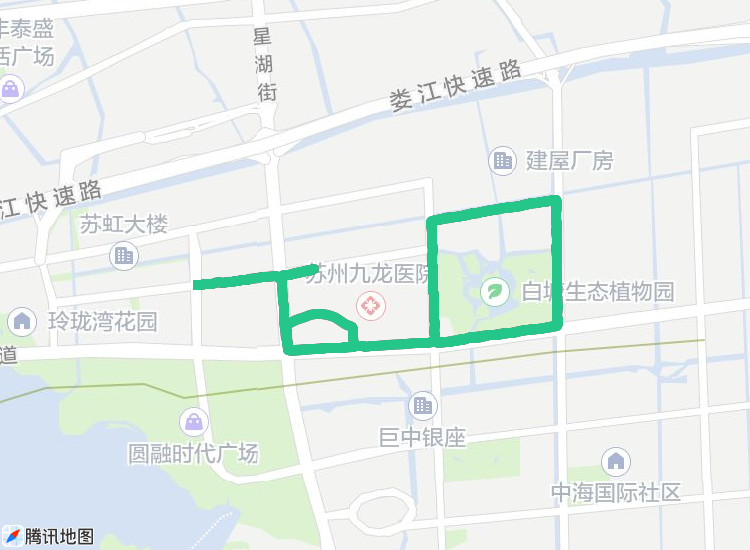 丰泰盛
活广场
星湖街
娄江快速路
建屋厂房
江快速路
苏虹大楼
苏州九龙医院
白塘生态植物园
玲珑湾花园
道
巨中银座
圆融时代广场
中海国际社区
腾讯地图